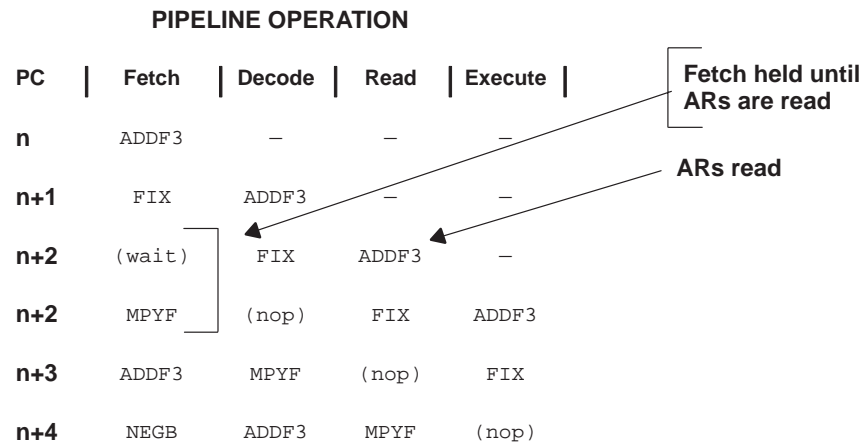 PIPELINE OPERATION
PC | Fetch | Decode | Read | Execute |
Fetch held until
ARs are read
n ADDF3 — — —
ARs read
n+1 FIX ADDF3 — —
n+2 (wait) FIX ADDF3 —
n+2 MPYF (nop) FIX ADDF3
n+3 ADDF3 MPYF (nop) FIX
n+4 NEGB ADDF3 MPYF (nop)